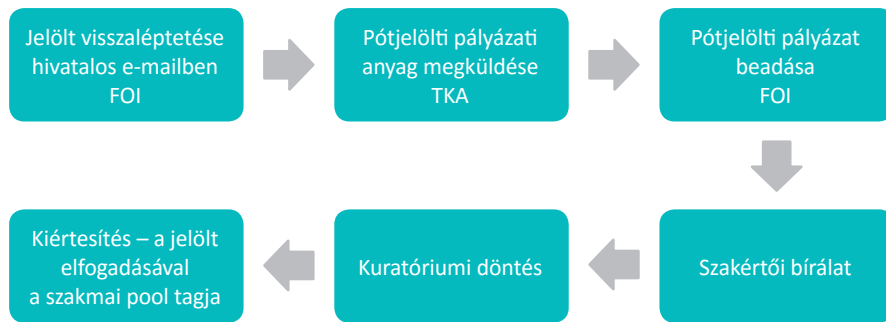 Jelölt visszaléptetése
hivatalos e-mailben
FOI
Pótjelölti pályázati
anyag megküldése
TKA
Pótjelölti pályázat
beadása
FOI
Szakértői bírálat
Kuratóriumi döntés
Kiértesítés – a jelölt
elfogadásával
a szakmai pool tagja